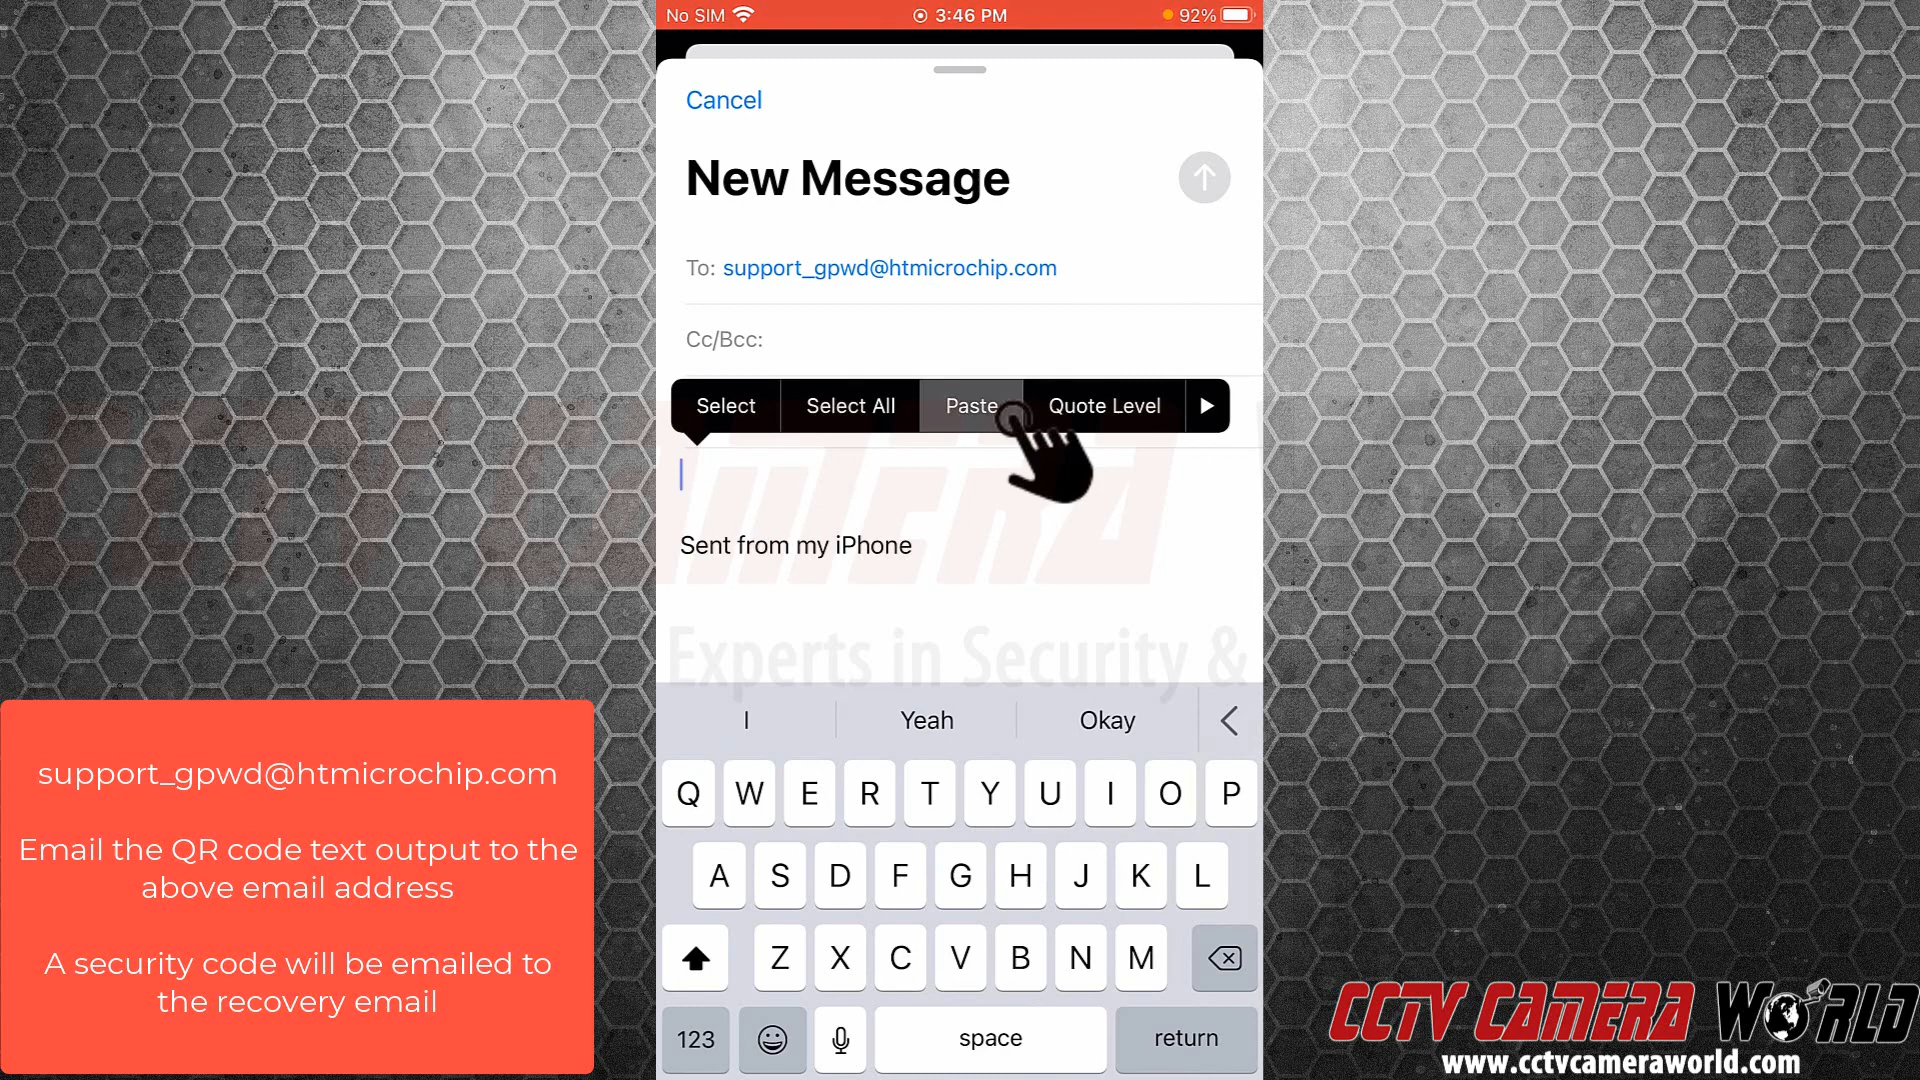 No SIM
3:46 PM
92%
Cancel
New Message
To: support_gpwd@htmicrochip.com
Cc/Bcc:
Select
Select All
Paste
Quote Level
Sent from my iPhone
CAMERA
Experts in Security &
I
Yeah
Okay
Q W E R T Y U I O P
A S D F G H J K L
Z X C V B N M
123
space
return
support_gpwd@htmicrochip.com
Email the QR code text output to the
above email address
A security code will be emailed to
the recovery email
CCTV CAMERA WORLD
www.cctvcameraworld.com